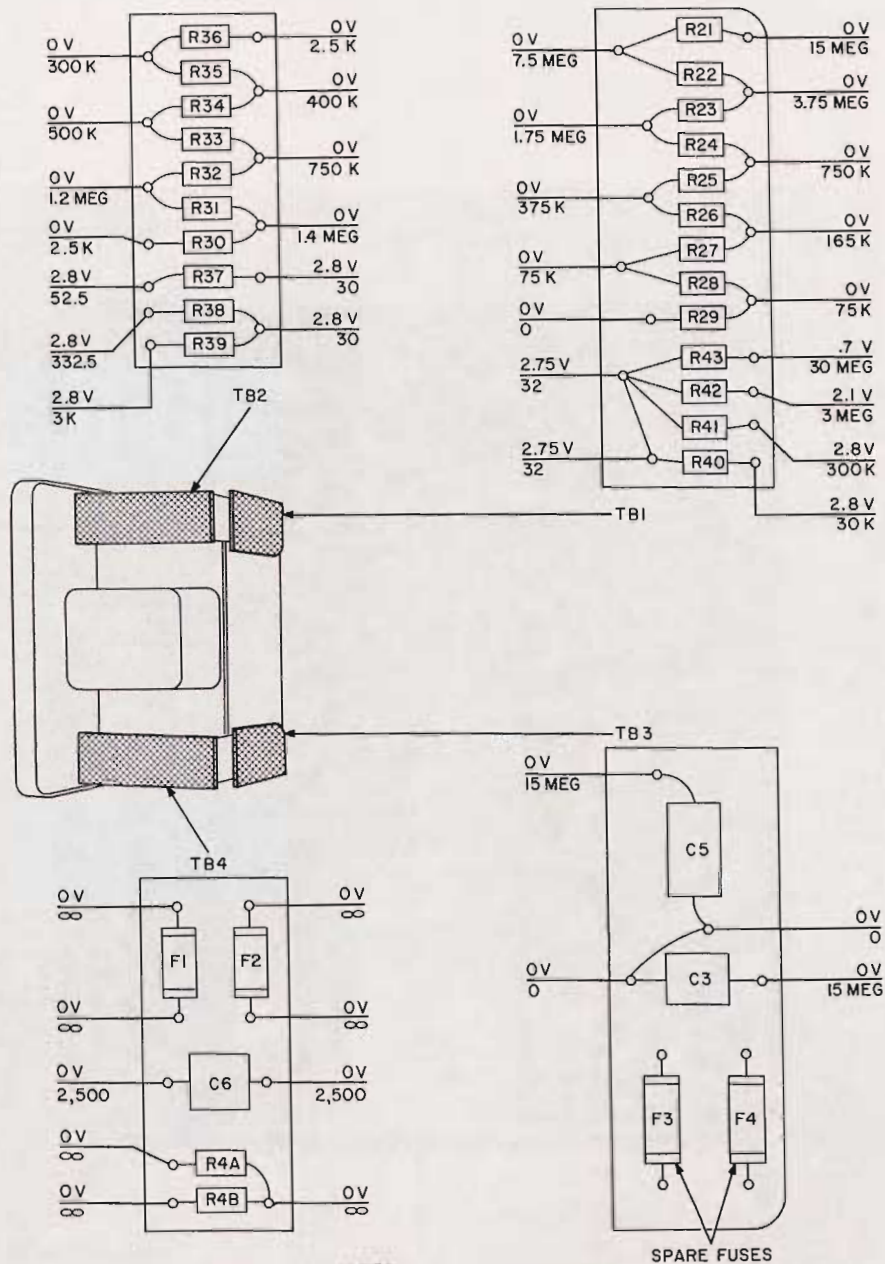 0 V
300 K
0 V
500 K
0 V
1.2 MEG
0 V
2.5 K
2.8 V
52.5
2.8 V
332.5
2.8 V
3 K
R36
R35
R34
R33
R32
R31
R30
R37
R38
R39
0 V
2.5 K
0 V
400 K
0 V
750 K
0 V
1.4 MEG
2.8 V
30
2.8 V
30
TB2
0 V
7.5 MEG
0 V
1.75 MEG
0 V
375 K
0 V
75 K
0 V
0
2.75 V
32
2.75 V
32
R21
R22
R23
R24
R25
R26
R27
R28
R29
R43
R42
R41
R40
0 V
15 MEG
0 V
3.75 MEG
0 V
750 K
0 V
165 K
0 V
75 K
.7 V
30 MEG
2.1 V
3 MEG
2.8 V
300 K
2.8 V
30 K
TB1
TB3
TB4
0 V
∞
0 V
∞
0 V
2,500
0 V
∞
0 V
∞
F1
F2
C6
R4A
R4B
0 V
∞
0 V
∞
0 V
2,500
0 V
∞
0 V
15 MEG
0 V
0
C5
C3
F3
F4
0 V
0
0 V
15 MEG
SPARE FUSES